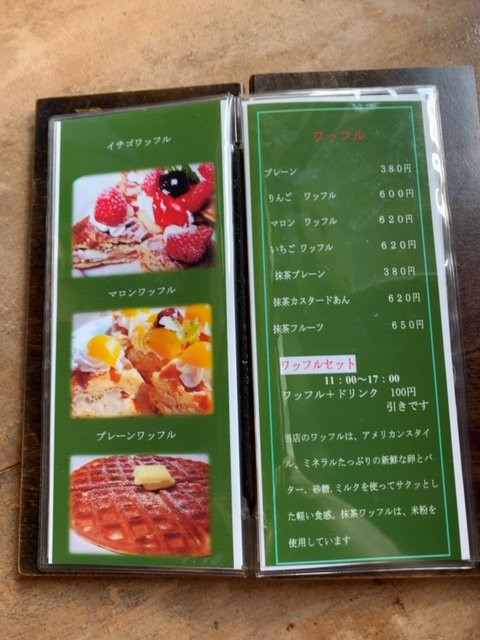 イチゴワッフル
マロンワッフル
プレーンワッフル
ワッフル
プレーン 380円
りんご ワッフル 600円
マロン ワッフル 620円
いちご ワッフル 620円
抹茶プレーン 380円
抹茶カスタードあん 620円
抹茶フルーツ 650円
ワッフルセット
11：00～17：00
ワッフル＋ドリンク 100円
引きです
当店のワッフルは、アメリカンスタイ
ル、ミネラルたっぷりの新鮮な卵とバ
ター、砂糖、ミルクを使ってサクッとし
た軽い食感、抹茶ワッフルは、米粉を
使用しています